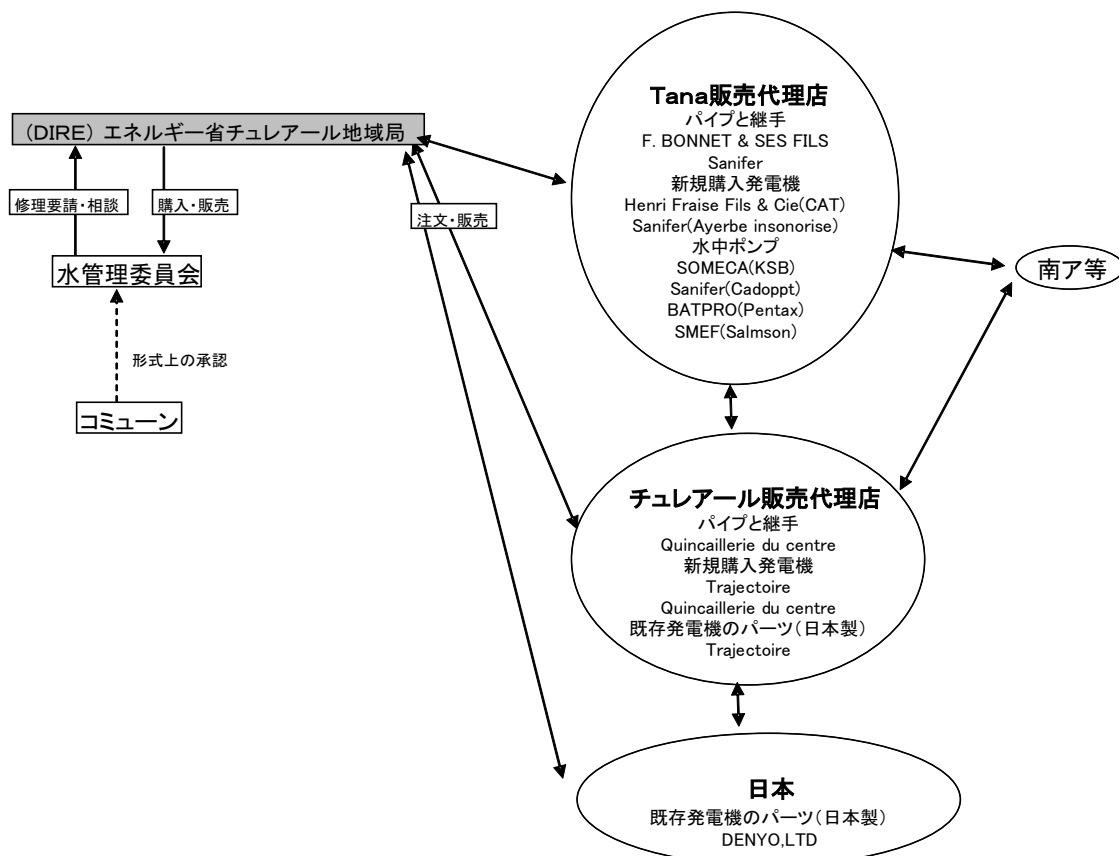 (DIRE) エネルギー省チュレアール地域局
修理要請・相談
購入・販売
水管理委員会
形式上の承認
コミューン
注文・販売
Tana販売代理店
パイプと継手
F. BONNET & SES FILS
Sanifer
新規購入発電機
Henri Fraise Fils & Cie(CAT)
Sanifer(Ayerbe insonorise)
水中ポンプ
SOMECA(KSB)
Sanifer(Cadoppt)
BATPRO(Pentax)
SMEF(Salmson)
南ア等
チュレアール販売代理店
パイプと継手
Quincaillerie du centre
新規購入発電機
Trajectoire
Quincaillerie du centre
既存発電機のパーツ(日本製)
Trajectoire
日本
既存発電機のパーツ(日本製)
DENYO,LTD